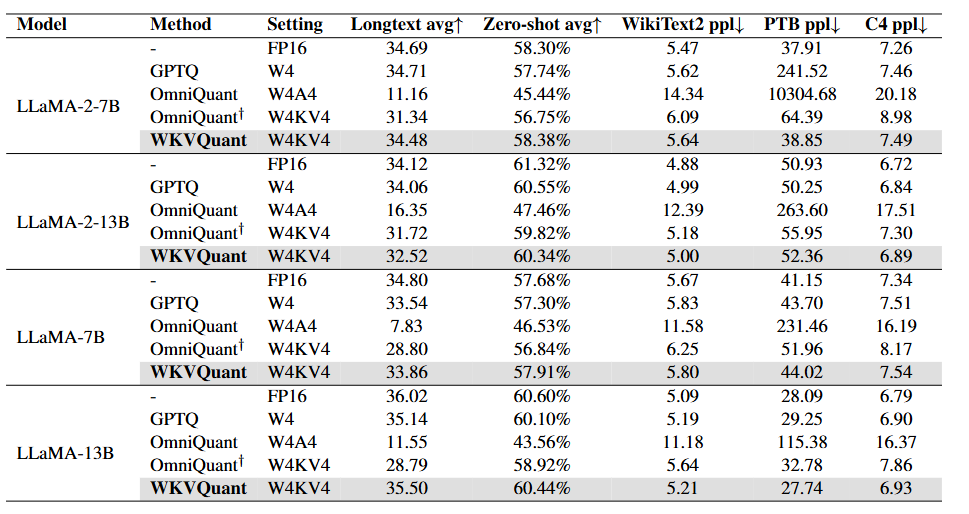 Model Method Setting Longtext avg↑ Zero-shot avg↑ WikiText2 ppl↓ PTB ppl↓ C4 ppl↓
- FP16 34.69 58.30% 5.47 37.91 7.26
GPTQ W4 34.71 57.74% 5.62 241.52 7.46
LLaMA-2-7B OmniQuant W4A4 11.16 45.44% 14.34 10304.68 20.18
OmniQuant† W4KV4 31.34 56.75% 6.09 64.39 8.98
WKVQuant W4KV4 34.48 58.38% 5.64 38.85 7.49
- FP16 34.12 61.32% 4.88 50.93 6.72
GPTQ W4 34.06 60.55% 4.99 50.25 6.84
LLaMA-2-13B OmniQuant W4A4 16.35 47.46% 12.39 263.60 17.51
OmniQuant† W4KV4 31.72 59.82% 5.18 55.95 7.30
WKVQuant W4KV4 32.52 60.34% 5.00 52.36 6.89
- FP16 34.80 57.68% 5.67 41.15 7.34
GPTQ W4 33.54 57.30% 5.83 43.70 7.51
LLaMA-7B OmniQuant W4A4 7.83 46.53% 11.58 231.46 16.19
OmniQuant† W4KV4 28.80 56.84% 6.25 51.96 8.17
WKVQuant W4KV4 33.86 57.91% 5.80 44.02 7.54
- FP16 36.02 60.60% 5.09 28.09 6.79
GPTQ W4 35.14 60.10% 5.19 29.25 6.90
LLaMA-13B OmniQuant W4A4 11.55 43.56% 11.18 115.38 16.37
OmniQuant† W4KV4 28.79 58.92% 5.64 32.78 7.86
WKVQuant W4KV4 35.50 60.44% 5.21 27.74 6.93